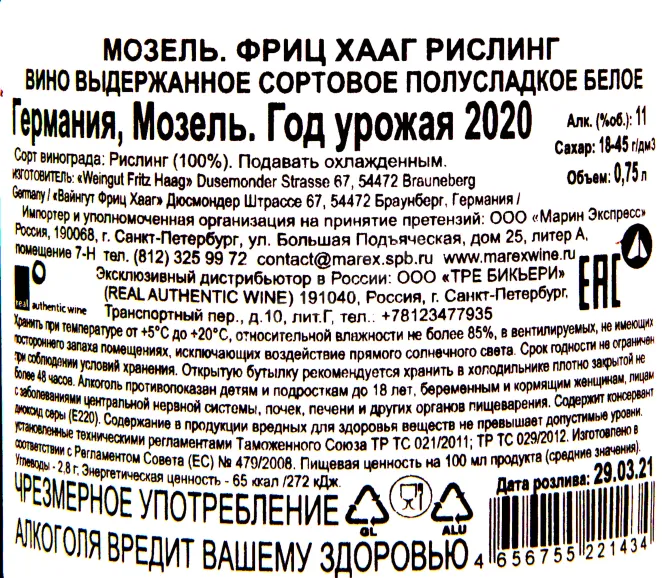 МОЗЕЛЬ. ФРИЦ ХААГ РИСЛИНГ
ВИНО ВЫДЕРЖАННОЕ СОРТОВОЕ ПОЛУСЛАДКОЕ БЕЛОЕ
Германия, Мозель. Год урожая 2020
Алк. (%об.): 11
Сахар: 18-45 г/дм3
Объем: 0,75 л
Сорт винограда: Рислинг (100%). Подавать охлажденным.
ИЗГОТОВИТЕЛЬ: «Weingut Fritz Haag» Dusemonder Strasse 67, 54472 Brauneberg
Germany / «Вайнгут Фриц Хааг» Дюсмондер Штрассе 67, 54472 Браунберг, Германия /
Импортер и уполномоченная организация на принятие претензий: ООО «Марин Экспресс»
Россия, 190068, г. Санкт-Петербург, ул. Большая Подъяческая, дом 25, литер А,
помещение 7-Н тел. (812) 325 99 72 contact@marex.spb.ru www.marexwine.ru
Эксклюзивный дистрибьютор в России: ООО «ТРЕ БИКЬЕРИ»
(REAL AUTHENTIC WINE) 191040, Россия, г. Санкт-Петербург,
Транспортный пер., д.10, лит.Г, тел.: +78123477935
real authentic wine
EAC
Хранить при температуре от +5°С до +20°С, относительной влажности не более 85%, в вентилируемых, не имеющих
постороннего запаха помещениях, исключающих воздействие прямого солнечного света. Срок годности не ограничен
при соблюдении условий хранения. Открытую бутылку рекомендуется хранить в холодильнике плотно закрытой не
более 48 часов. Алкоголь противопоказан детям и подросткам до 18 лет, беременным и кормящим женщинам, лицам
с заболеваниями центральной нервной системы, почек, печени и других органов пищеварения. Содержит консервант
диоксид серы (Е220). Содержание в продукции вредных для здоровья веществ не превышает допустимые уровни,
установленные техническими регламентами Таможенного Союза ТР ТС 021/2011; ТР ТС 029/2012. Изготовлено в
соответствии с Регламентом Совета (ЕС) № 479/2008. Пищевая ценность на 100 мл продукта (средние значения).
Углеводы - 2,8 г; Энергетическая ценность - 65 ккал /272 кДж.
Дата розлива: 29.03.21
ЧРЕЗМЕРНОЕ УПОТРЕБЛЕНИЕ
АЛКОГОЛЯ ВРЕДИТ ВАШЕМУ ЗДОРОВЬЮ
GL
ALU
4 656755 221434